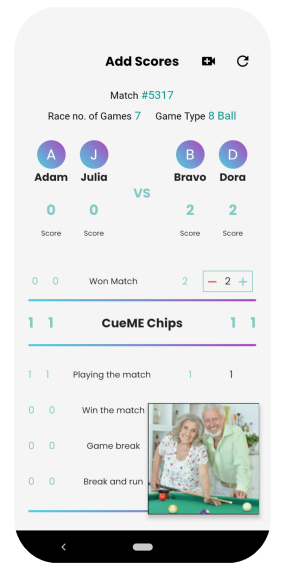 Add Scores
Match #5317
Race no. of Games 7 Game Type 8 Ball
A J B D
Adam Julia Bravo Dora
VS
0 0 2 2
Score Score Score Score
0 0 Won Match 2 − 2 +
1 1 CueME Chips 1 1
1 1 Playing the match 1 1
0 0 Win the match
0 0 Game break
0 0 Break and run